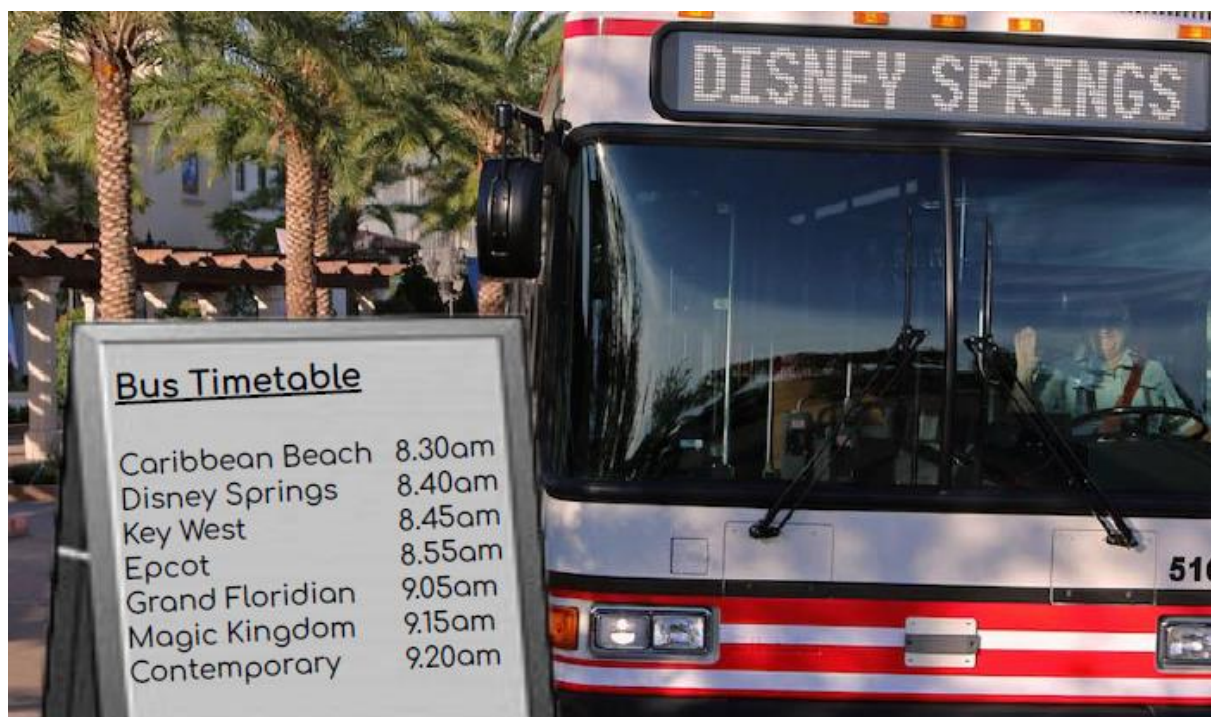 DISNEY SPRINGS
Bus Timetable
Caribbean Beach 8.30am
Disney Springs 8.40am
Key West 8.45am
Epcot 8.55am
Grand Floridian 9.05am
Magic Kingdom 9.15am
Contemporary 9.20am